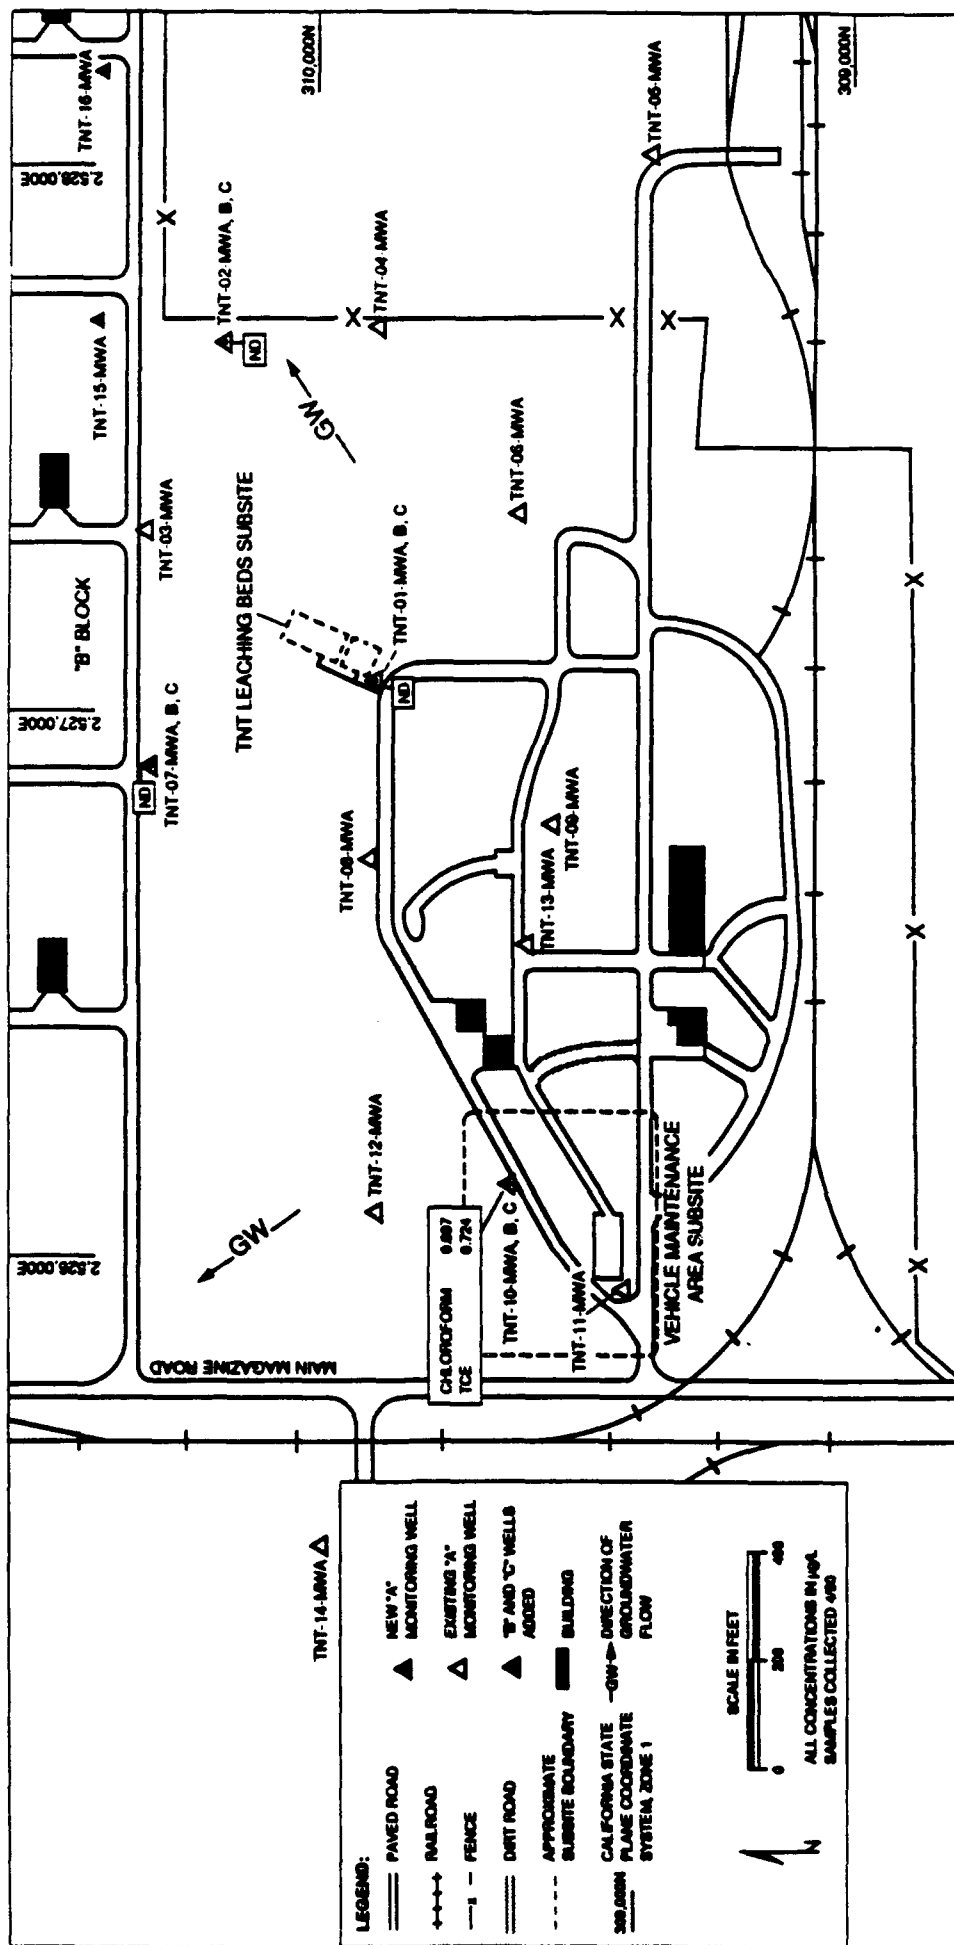 TNT-16-MWA
2,528,000E
310,000N
309,000N
TNT-05-MWA
TNT-02-MWA, B, C
ND
TNT-04-MWA
TNT-15-MWA
GW
TNT-06-MWA
TNT-03-MWA
"B" BLOCK
TNT LEACHING BEDS SUBSITE
TNT-01-MWA, B, C
ND
2,527,000E
TNT-07-MWA, B, C
ND
TNT-08-MWA
TNT-09-MWA
TNT-13-MWA
TNT-12-MWA
GW
2,526,000E
MAIN MAGAZINE ROAD
CHLOROFORM
TCE 0.724
TNT-10-MWA, B, C
TNT-11-MWA
VEHICLE MAINTENANCE
AREA SUBSITE
TNT-14-MWA
LEGEND:
PAVED ROAD
RAILROAD
FENCE
DIRT ROAD
APPROXIMATE
SUBSITE BOUNDARY
309,000N
CALIFORNIA STATE
PLANE COORDINATE
SYSTEM, ZONE 1
NEW "A"
MONITORING WELL
EXISTING "A"
MONITORING WELL
"B" AND "C" WELLS
ADDED
BUILDING
GW
DIRECTION OF
GROUNDWATER
FLOW
N
SCALE IN FEET
0 200 400
ALL CONCENTRATIONS IN µg/L
SAMPLES COLLECTED 4/90